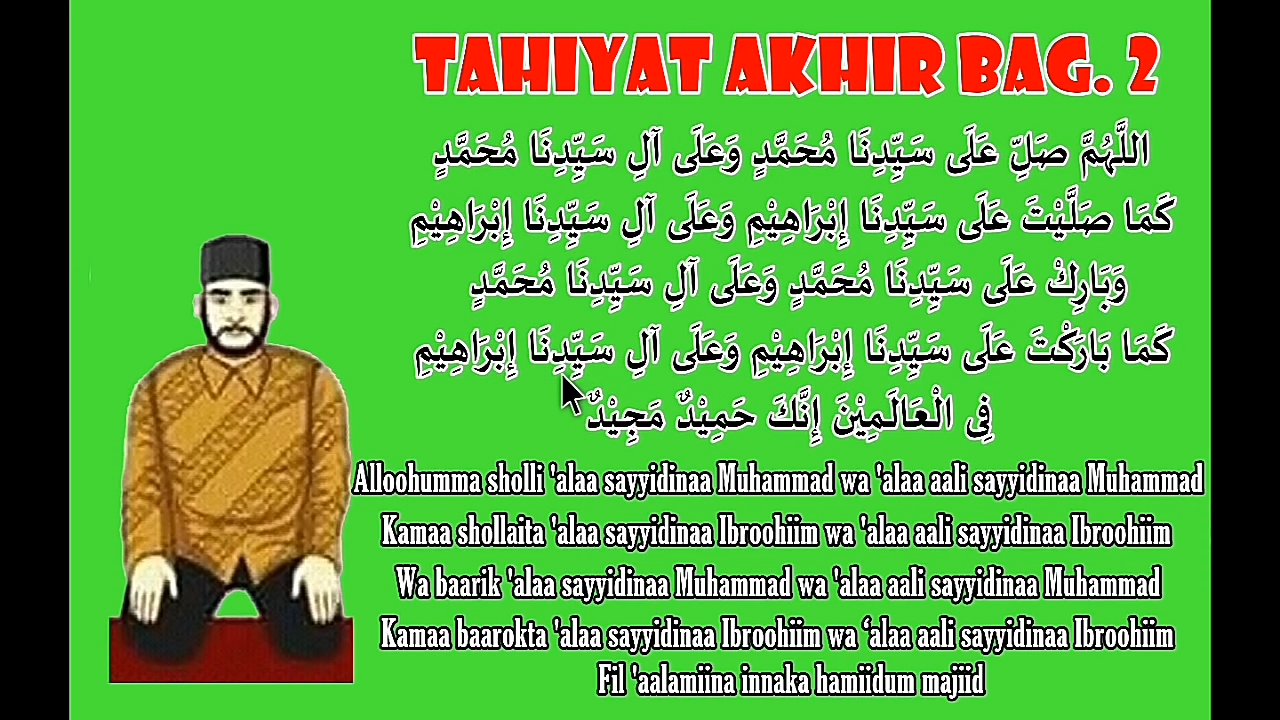 TAHIYAT AKHIR BAG. 2
اللَّهُمَّ صَلِّ عَلَى سَيِّدِنَا مُحَمَّدٍ وَعَلَى آلِ سَيِّدِنَا مُحَمَّدٍ
كَمَا صَلَّيْتَ عَلَى سَيِّدِنَا إِبْرَاهِيْمِ وَعَلَى آلِ سَيِّدِنَا إِبْرَاهِيْمِ
وَبَارِكْ عَلَى سَيِّدِنَا مُحَمَّدٍ وَعَلَى آلِ سَيِّدِنَا مُحَمَّدٍ
كَمَا بَارَكْتَ عَلَى سَيِّدِنَا إِبْرَاهِيْمِ وَعَلَى آلِ سَيِّدِنَا إِبْرَاهِيْمِ
فِى الْعَالَمِيْنَ إِنَّكَ حَمِيْدٌ مَجِيْدٌ
Alloohumma sholli 'alaa sayyidinaa Muhammad wa 'alaa aali sayyidinaa Muhammad
Kamaa shollaita 'alaa sayyidinaa Ibroohiim wa 'alaa aali sayyidinaa Ibroohiim
Wa baarik 'alaa sayyidinaa Muhammad wa 'alaa aali sayyidinaa Muhammad
Kamaa baarokta 'alaa sayyidinaa Ibroohiim wa ‘alaa aali sayyidinaa Ibroohiim
Fil 'aalamiina innaka hamiidum majiid